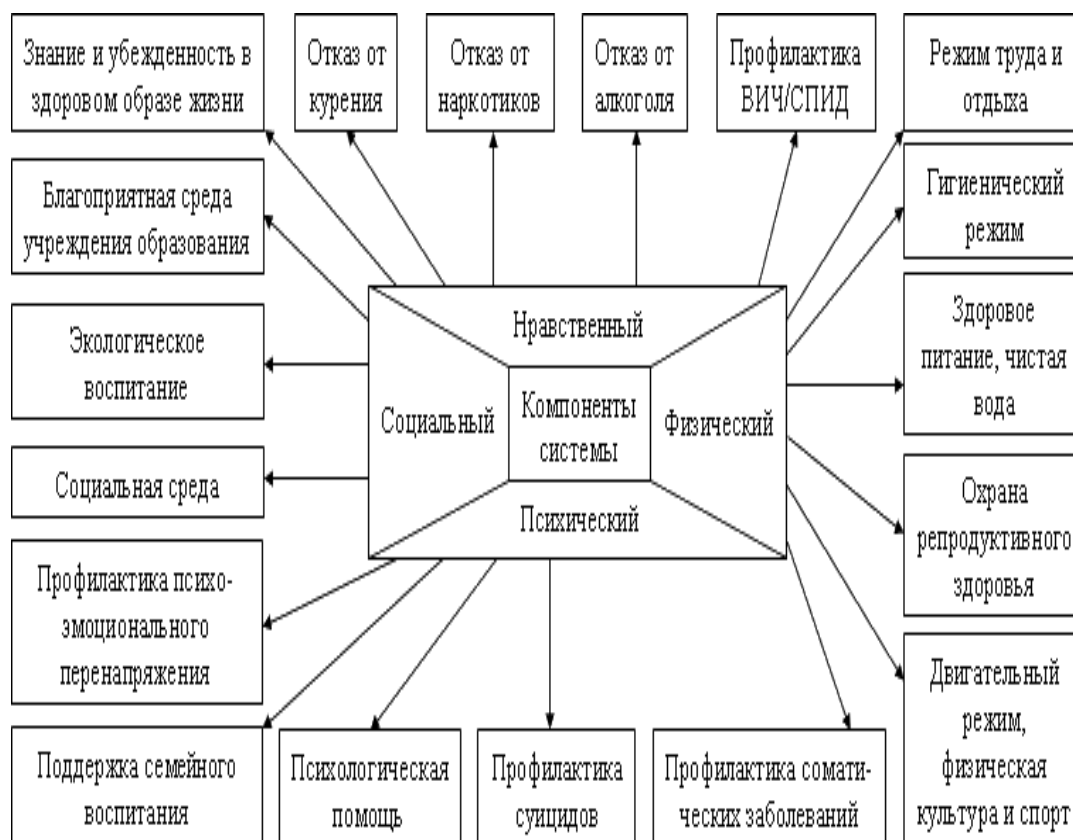 Знание и убежденность в
здоровом образе жизни
Отказ от
курения
Отказ от
наркотиков
Отказ от
алкоголя
Профилактика
ВИЧ/СПИД
Режим труда и
отдыха
Благоприятная среда
учреждения образования
Гигиенический
режим
Экологическое
воспитание
Здоровое
питание, чистая
вода
Нравственный
Социальный
Компоненты
системы
Физический
Психический
Социальная среда
Охрана
репродуктивного
здоровья
Профилактика психо-
эмоционального
перенапряжения
Двигательный
режим,
физическая
культура и спорт
Поддержка семейного
воспитания
Психологическая
помощь
Профилактика
суицидов
Профилактика сомати-
ческих заболеваний